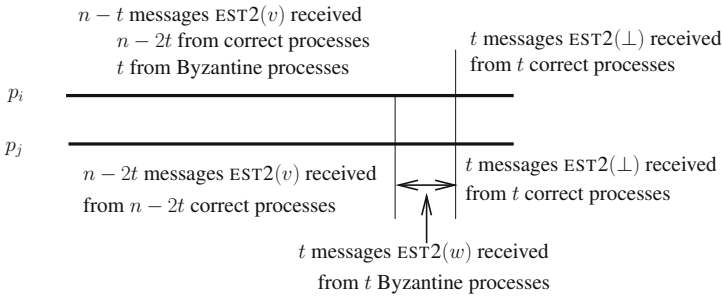 n − t messages EST2(v) received
n − 2t from correct processes
t from Byzantine processes
t messages EST2(⊥) received
from t correct processes
p_i
p_j
n − 2t messages EST2(v) received
from n − 2t correct processes
t messages EST2(⊥) received
from t correct processes
t messages EST2(w) received
from t Byzantine processes